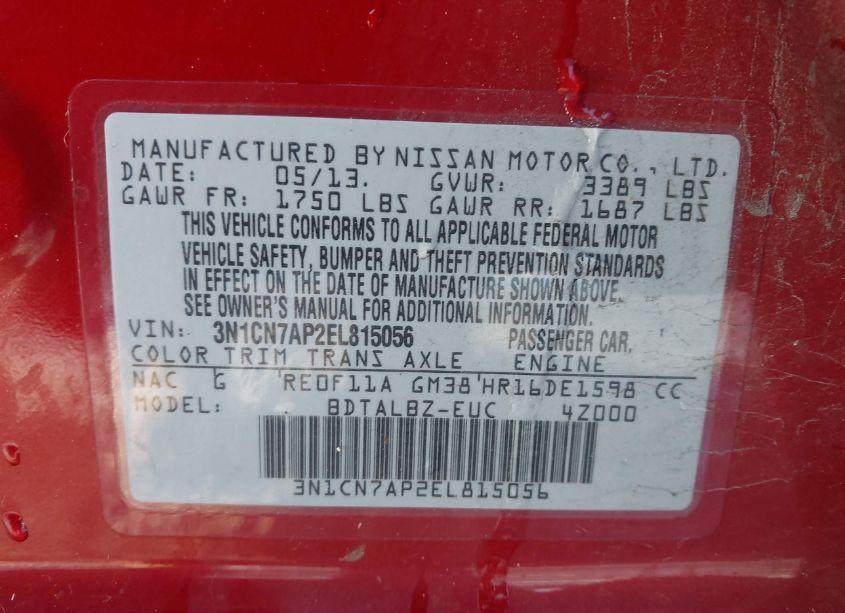 MANUFACTURED BY NISSAN MOTOR CO., LTD.
DATE: 05/13. GVWR: 3389 LBS
GAWR FR: 1750 LBS GAWR RR: 1687 LBS
THIS VEHICLE CONFORMS TO ALL APPLICABLE FEDERAL MOTOR
VEHICLE SAFETY, BUMPER AND THEFT PREVENTION STANDARDS
IN EFFECT ON THE DATE OF MANUFACTURE SHOWN ABOVE.
SEE OWNER'S MANUAL FOR ADDITIONAL INFORMATION.
VIN: 3N1CN7AP2EL815056 PASSENGER CAR,
COLOR TRIM TRANS AXLE ENGINE
NAC G 'RE0F11A GM38'HR16DE1598 CC
MODEL: BDTALBZ-EUC 4Z000
3N1CN7AP2EL815056